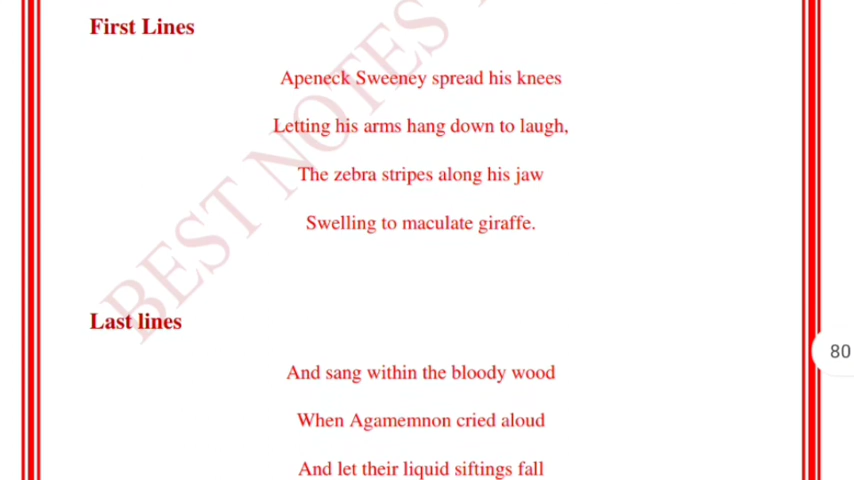 First Lines
Apeneck Sweeney spread his knees
Letting his arms hang down to laugh,
The zebra stripes along his jaw
Swelling to maculate giraffe.
BEST NOTES
Last lines
80
And sang within the bloody wood
When Agamemnon cried aloud
And let their liquid siftings fall